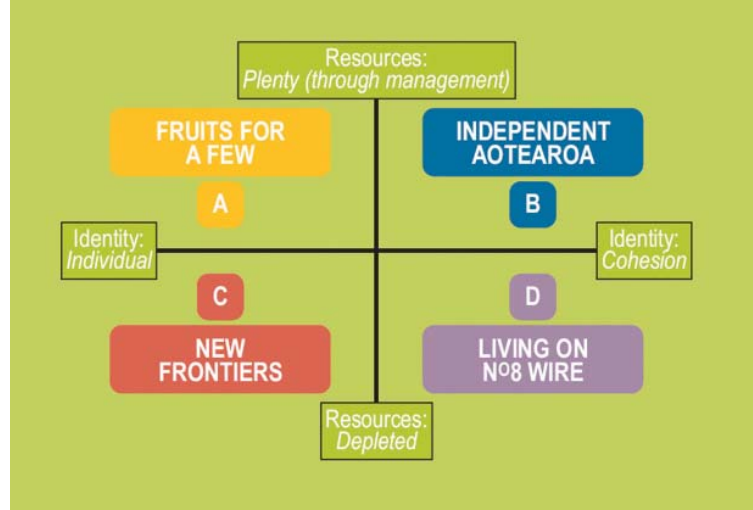 Resources:
Plenty (through management)
FRUITS FOR
A FEW
INDEPENDENT
AOTEAROA
A
B
Identity:
Individual
Identity:
Cohesion
C
D
NEW
FRONTIERS
LIVING ON
Nº8 WIRE
Resources:
Depleted